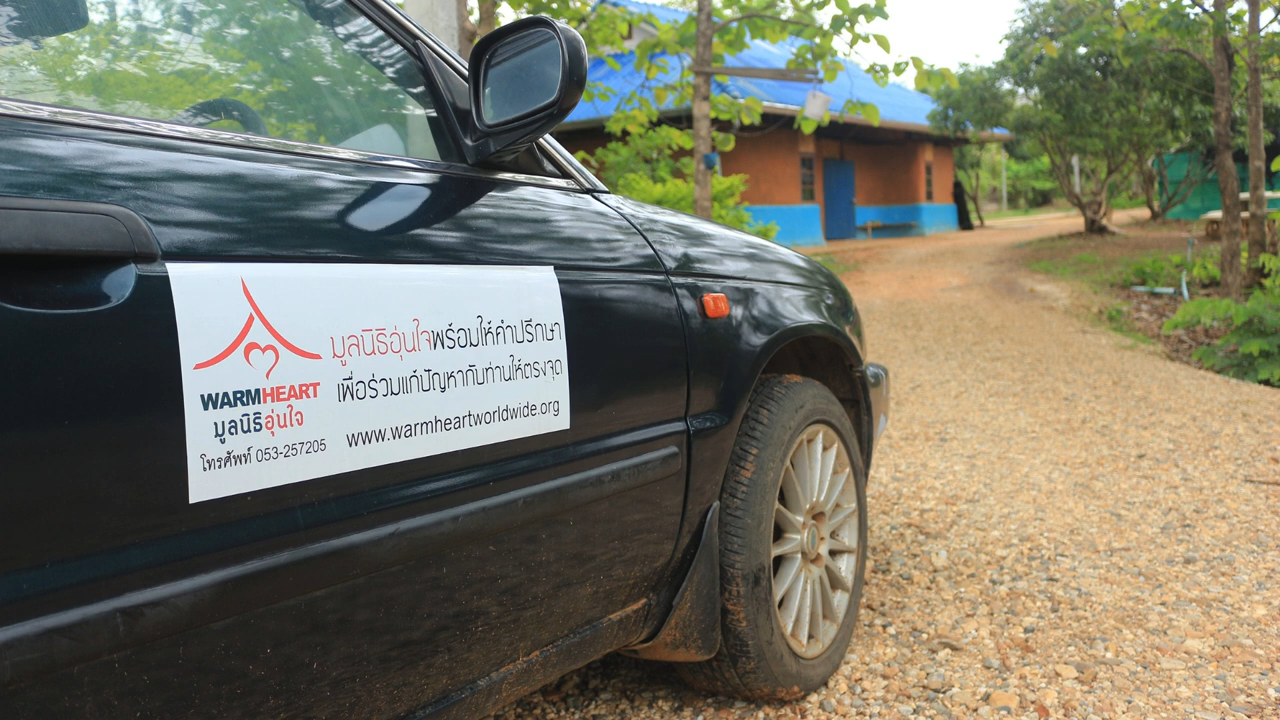 WARMHEART
มูลนิธิอุ่นใจ
โทรศัพท์ 053-257205
มูลนิธิอุ่นใจพร้อมให้คำปรึกษา
เพื่อร่วมแก้ปัญหากับท่านให้ตรงจุด
www.warmheartworldwide.org